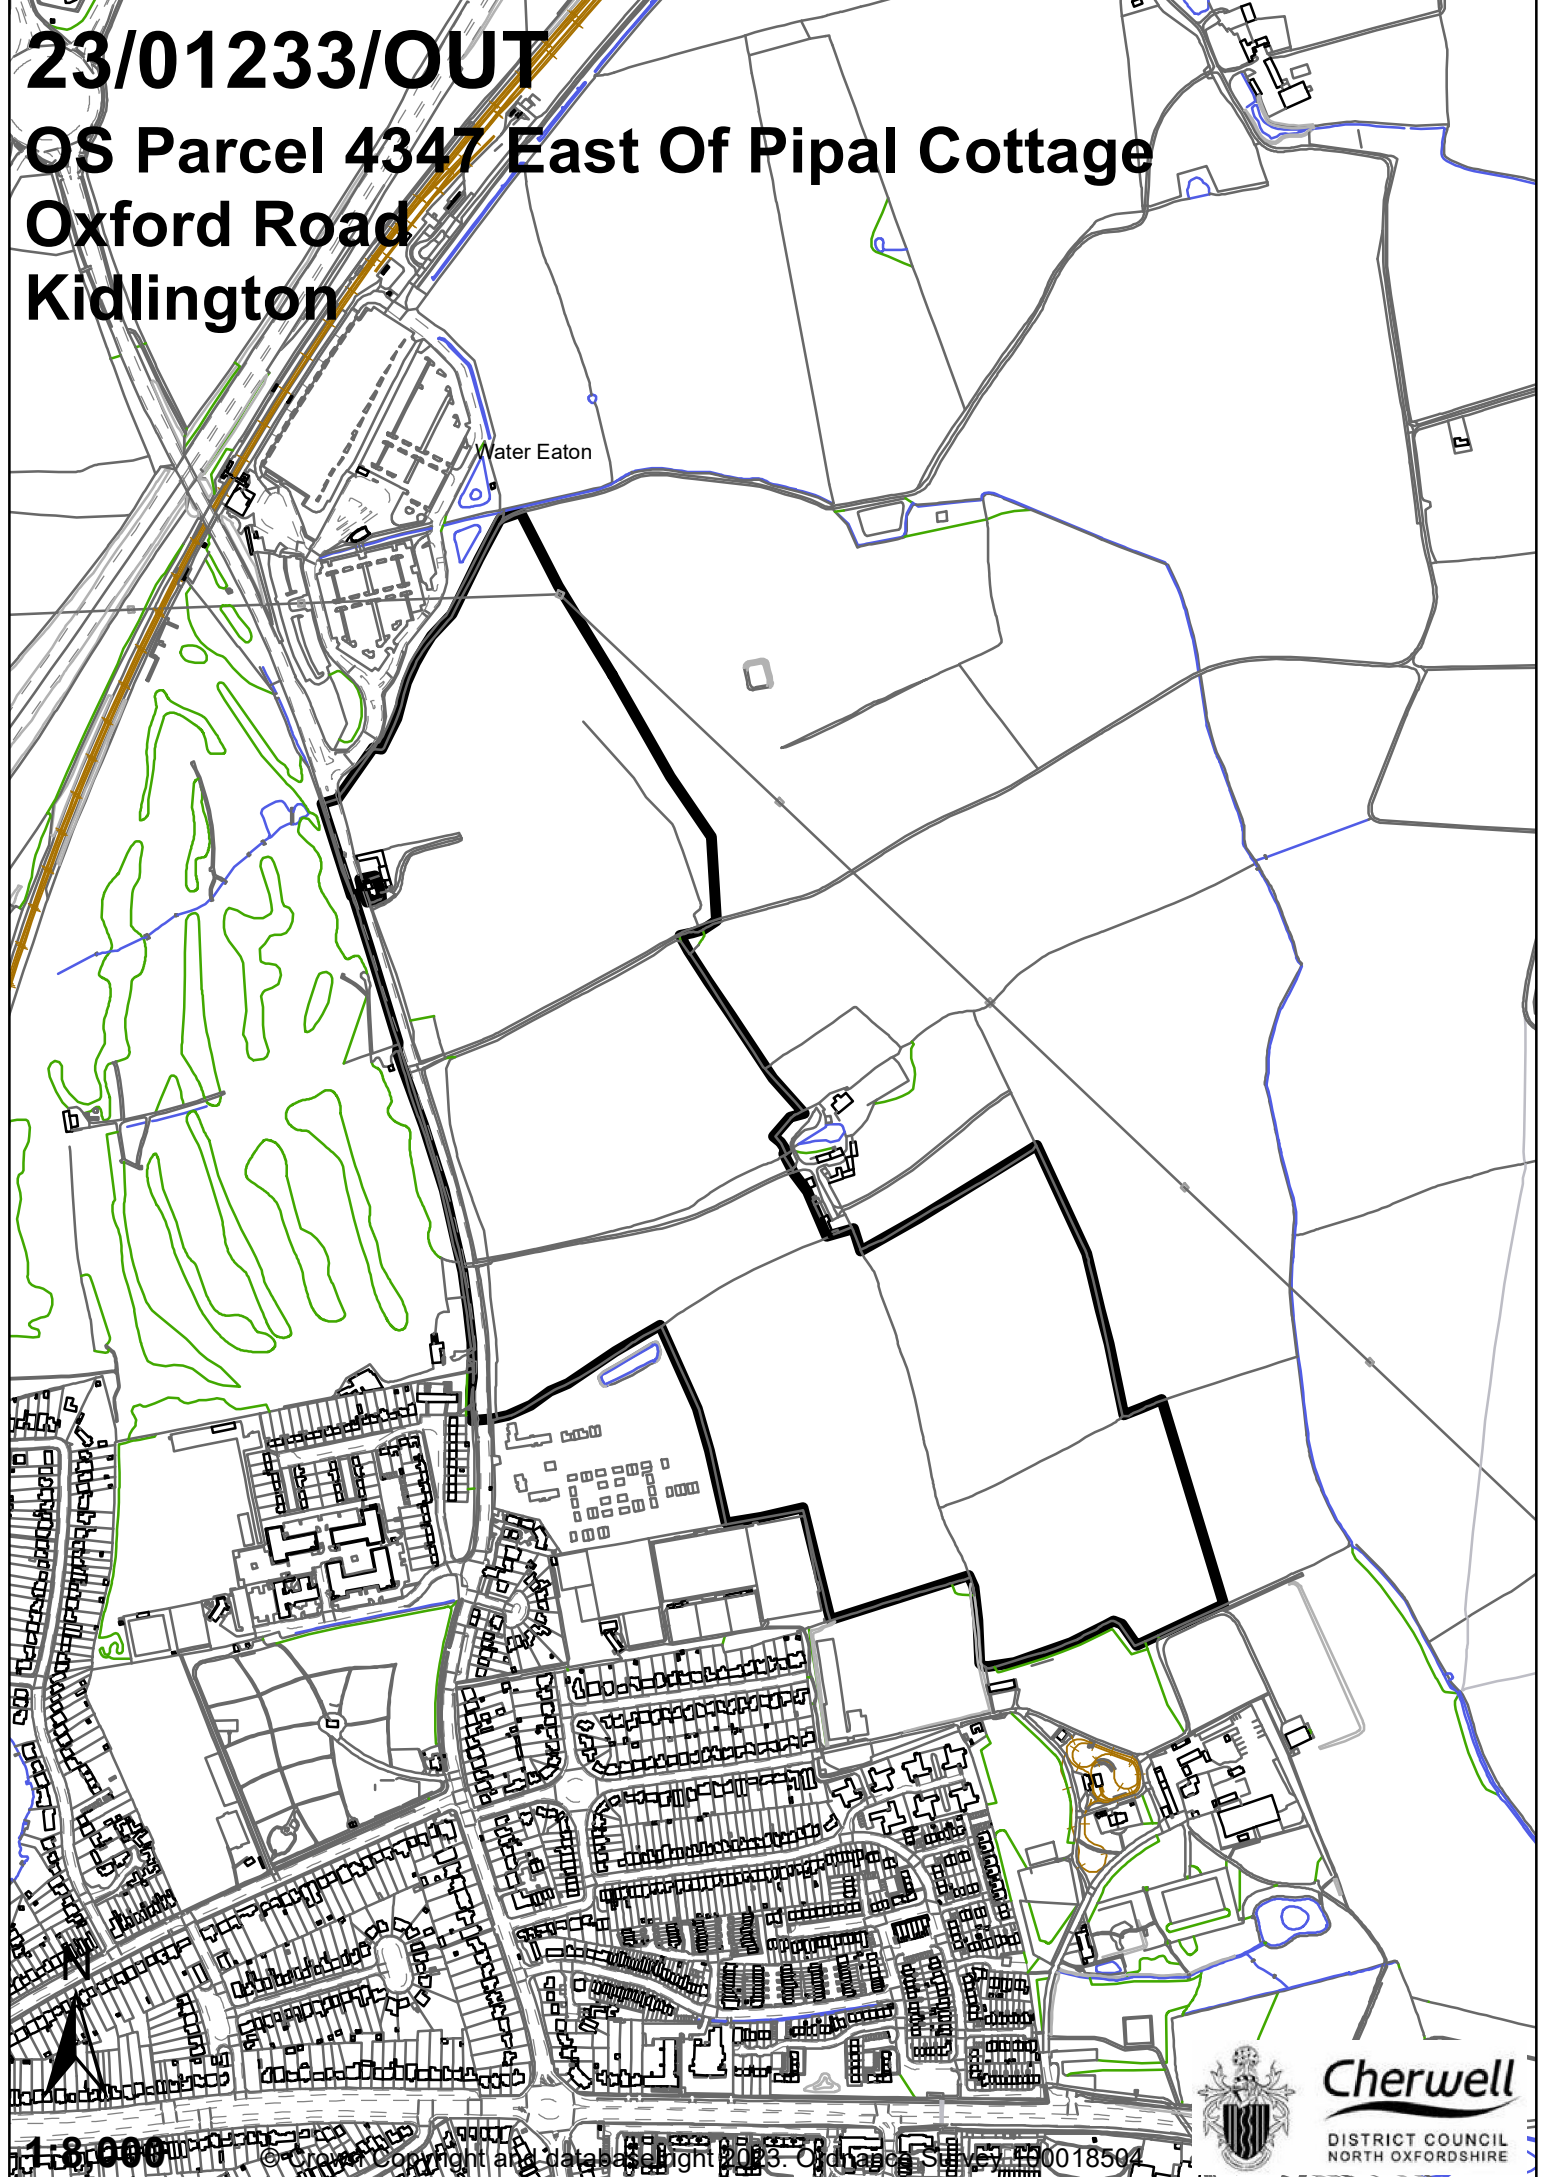 23/01233/OUT
OS Parcel 4347 East Of Pipal Cottage
Oxford Road
Kidlington
Water Eaton
N
1:8,000
© Crown Copyright and database right 2023. Ordnance Survey 100018504
Cherwell
DISTRICT COUNCIL
NORTH OXFORDSHIRE